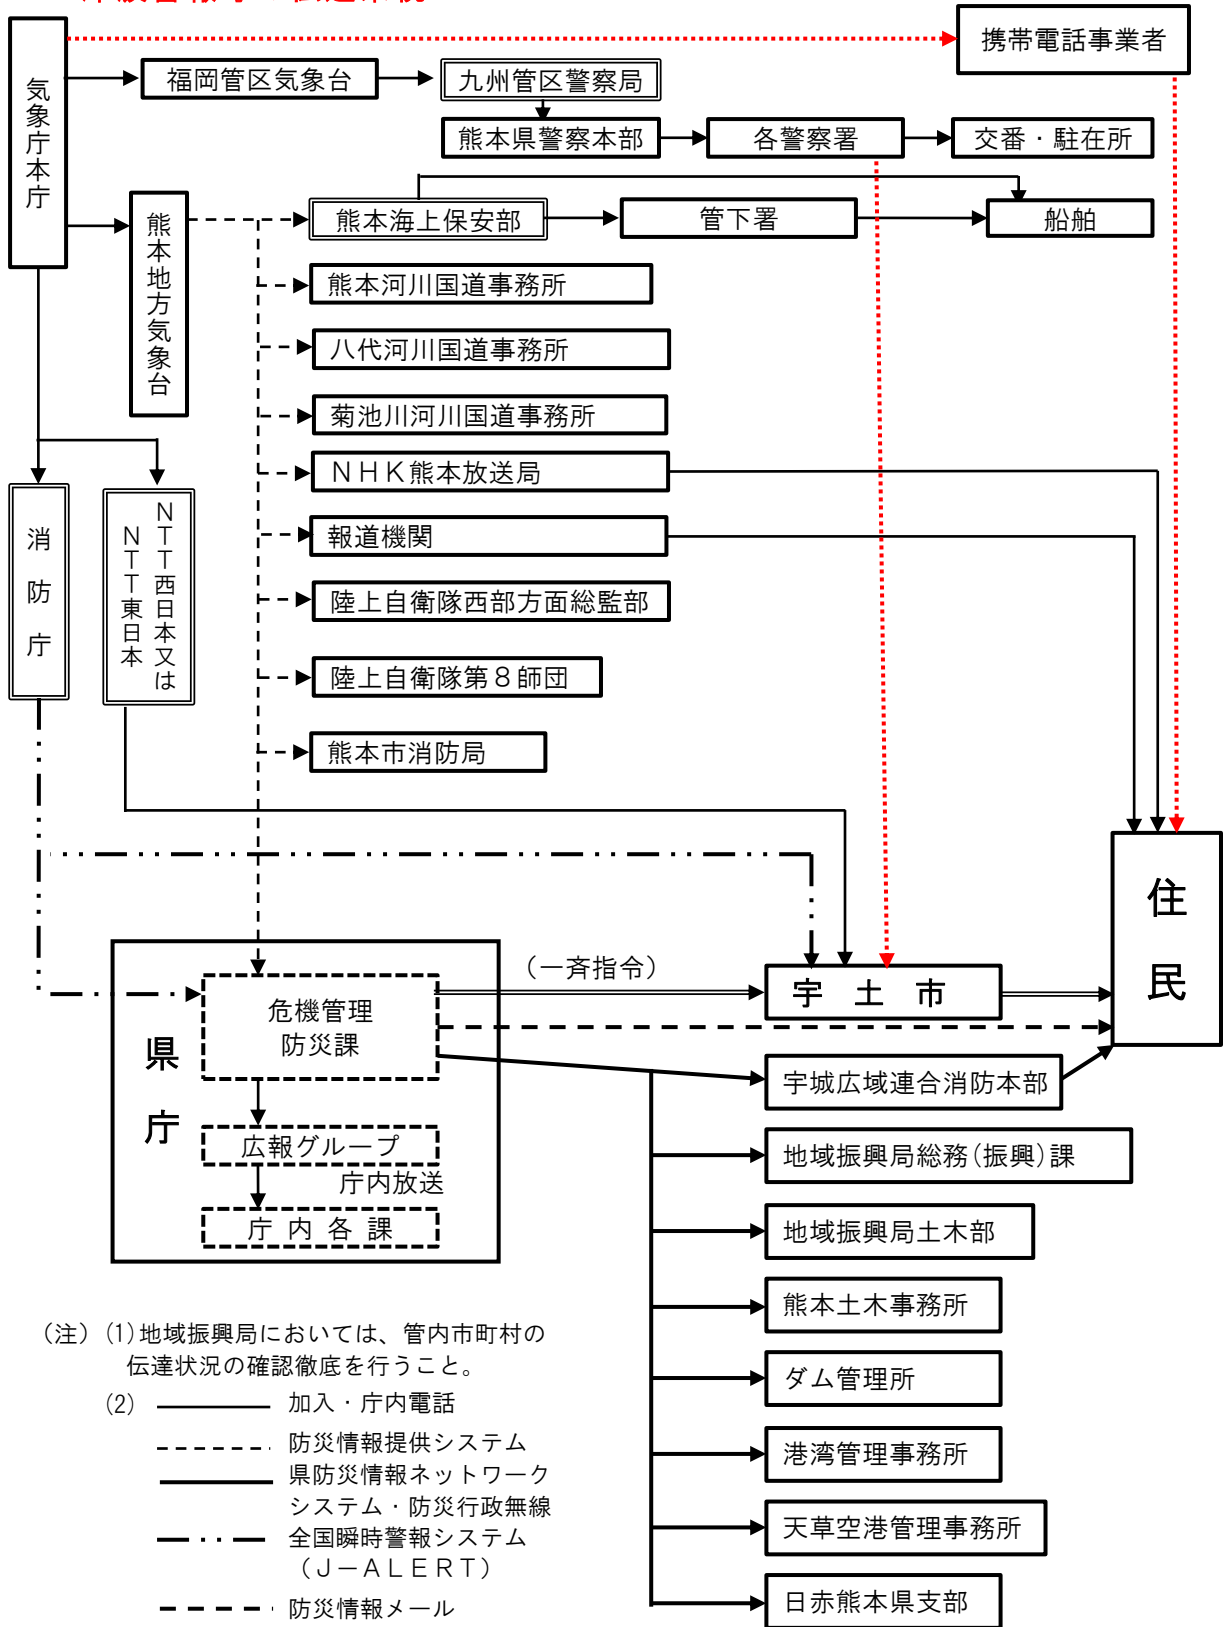 携帯電話事業者
気象庁本庁
福岡管区気象台
九州管区警察局
熊本県警察本部
各警察署
交番・駐在所
熊本地方気象台
熊本海上保安部
管下署
船舶
熊本河川国道事務所
八代河川国道事務所
菊池川河川国道事務所
ＮＨＫ熊本放送局
報道機関
陸上自衛隊西部方面総監部
陸上自衛隊第８師団
熊本市消防局
消防庁
ＮＴＴ西日本又は
ＮＴＴ東日本
住民
県庁
危機管理
防災課
（一斉指令）
宇土市
広報グループ
庁内放送
庁内各課
宇城広域連合消防本部
地域振興局総務(振興)課
地域振興局土木部
熊本土木事務所
ダム管理所
港湾管理事務所
天草空港管理事務所
日赤熊本県支部
（注）(1)地域振興局においては、管内市町村の
伝達状況の確認徹底を行うこと。
(2) 加入・庁内電話
防災情報提供システム
県防災情報ネットワーク
システム・防災行政無線
全国瞬時警報システム
（Ｊ－ＡＬＥＲＴ）
防災情報メール